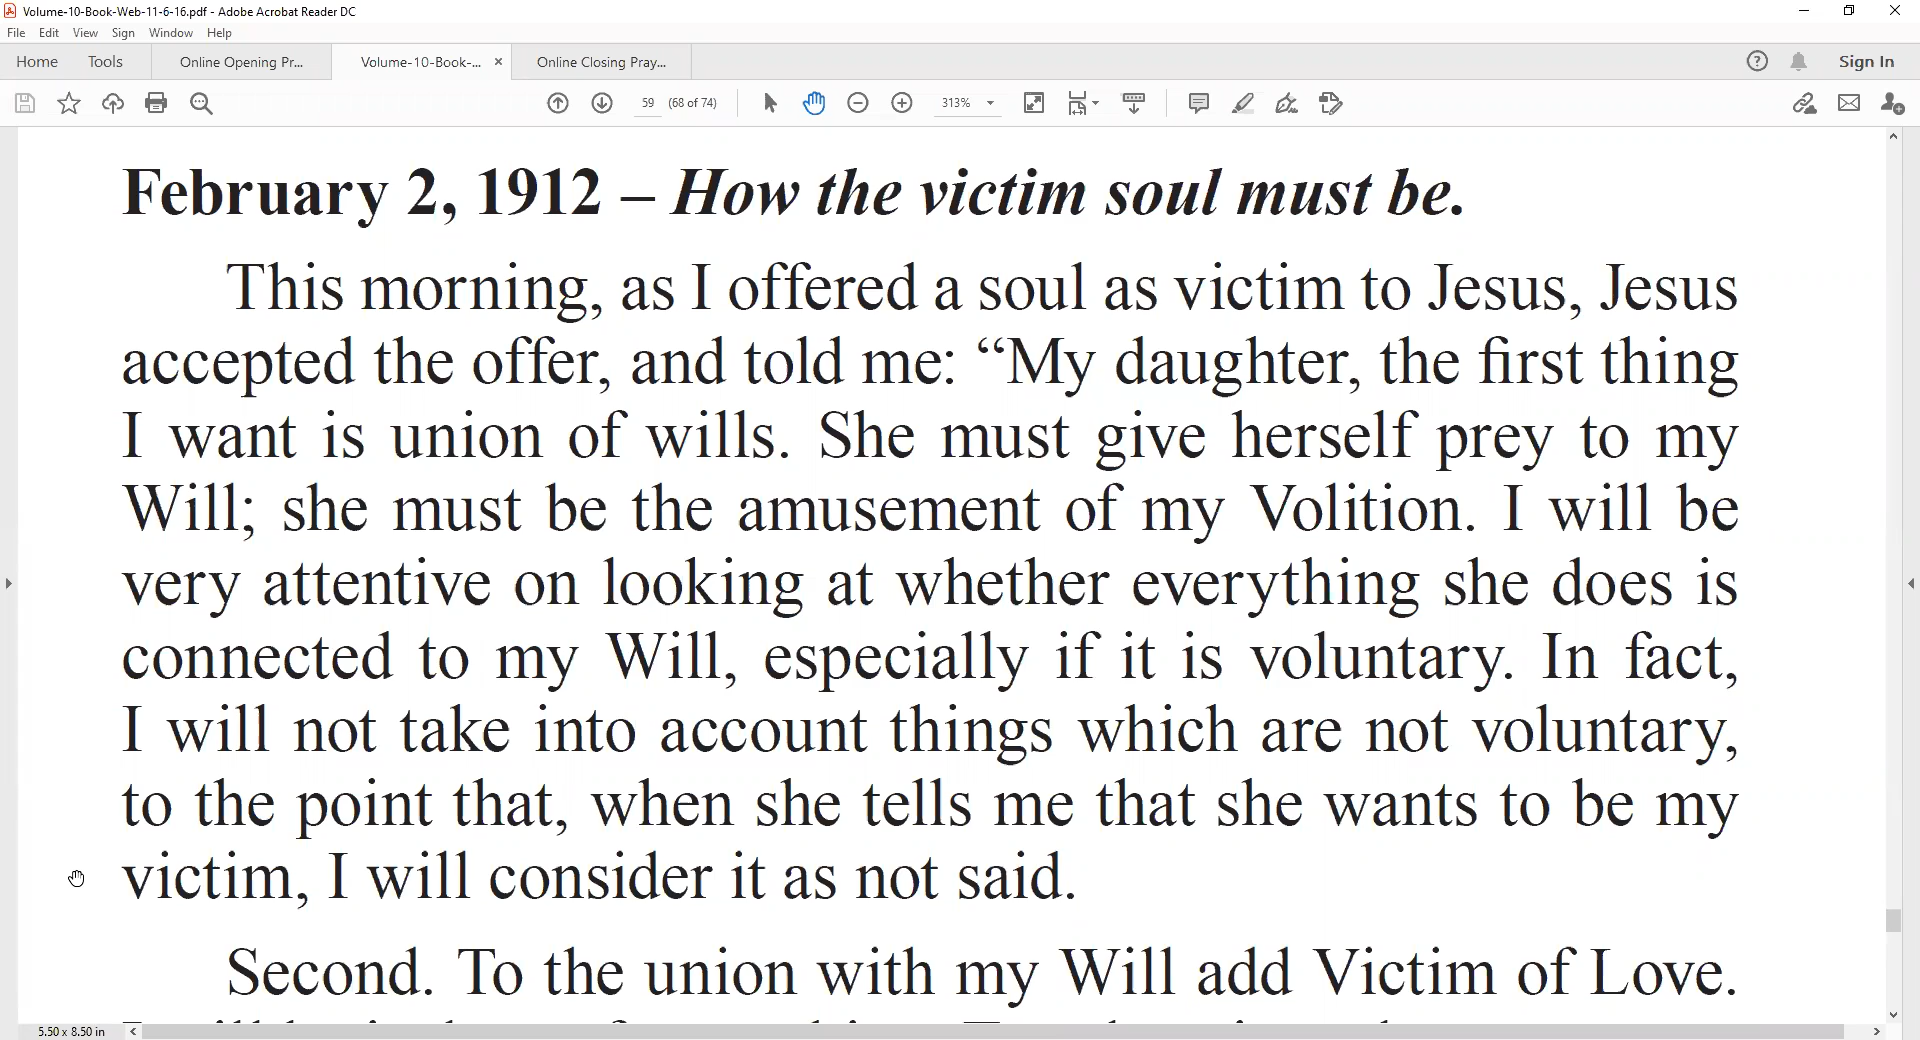 Volume-10-Book-Web-11-6-16.pdf - Adobe Acrobat Reader DC
File Edit View Sign Window Help
Home Tools Online Opening Pr... Volume-10-Book-... × Online Closing Pray... Sign In
59 (68 of 74) 313%
February 2, 1912 – How the victim soul must be.
This morning, as I offered a soul as victim to Jesus, Jesus
accepted the offer, and told me: “My daughter, the first thing
I want is union of wills. She must give herself prey to my
Will; she must be the amusement of my Volition. I will be
very attentive on looking at whether everything she does is
connected to my Will, especially if it is voluntary. In fact,
I will not take into account things which are not voluntary,
to the point that, when she tells me that she wants to be my
victim, I will consider it as not said.
Second. To the union with my Will add Victim of Love.
5.50 x 8.50 in